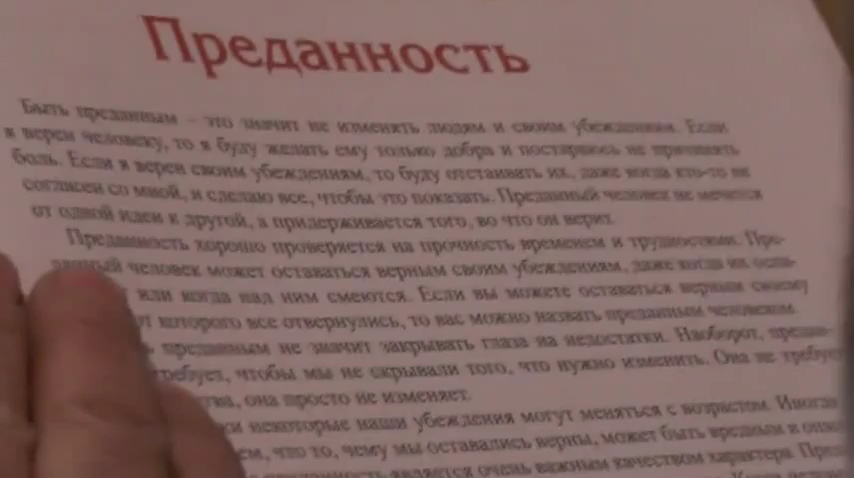 Преданность
Быть преданным – это значит не изменять людям и своим убеждениям. Если
я верен человеку, то я буду желать ему только добра и постараюсь не причинять
боль. Если я верен своим убеждениям, то буду отстаивать их, даже когда кто-то не
согласен со мной, и сделаю все, чтобы это показать. Преданный человек не мечется
от одной идеи к другой, а придерживается того, во что он верит.
Преданность хорошо проверяется на прочность временем и трудностями. Пре-
данный человек может оставаться верным своим убеждениям, даже когда их
или когда над ним смеются. Если вы можете оставаться верным своему
от которого все отвернулись, то вас можно назвать преданным человеком.
преданным не значит закрывать глаза на недостатки. Наоборот,
требует, чтобы мы не скрывали того, что нужно изменить. Она не требует
она просто не изменяет.
некоторые наши убеждения могут меняться с возрастом. Иногда
что то, чему мы оставались верны, может быть вредным и
является очень важным качеством характера.